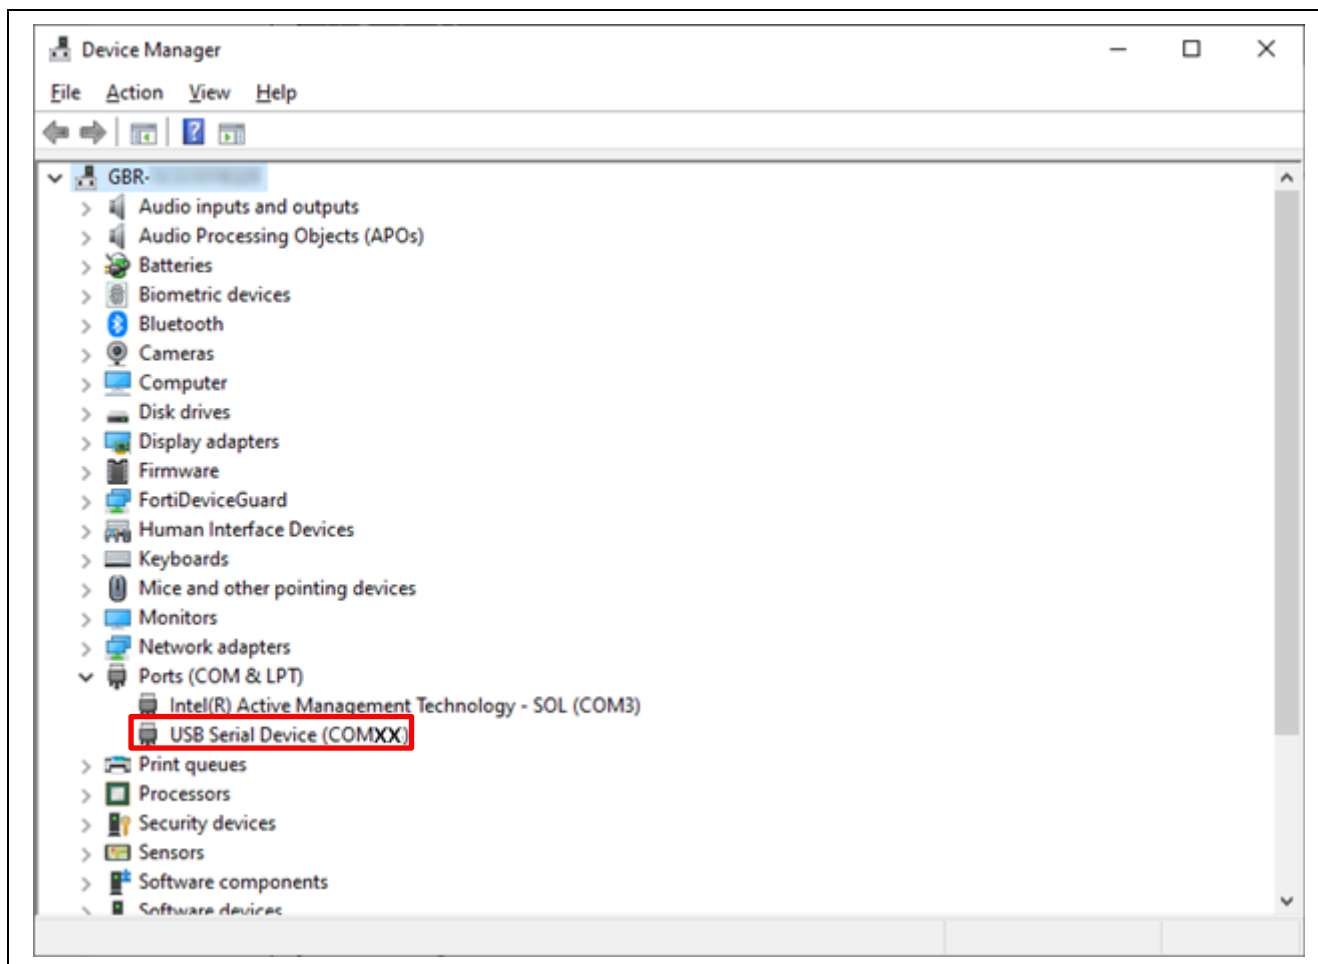 Device Manager
File Action View Help
GBR-
Audio inputs and outputs
Audio Processing Objects (APOs)
Batteries
Biometric devices
Bluetooth
Cameras
Computer
Disk drives
Display adapters
Firmware
FortiDeviceGuard
Human Interface Devices
Keyboards
Mice and other pointing devices
Monitors
Network adapters
Ports (COM & LPT)
Intel(R) Active Management Technology - SOL (COM3)
USB Serial Device (COMXX)
Print queues
Processors
Security devices
Sensors
Software components
Software devices